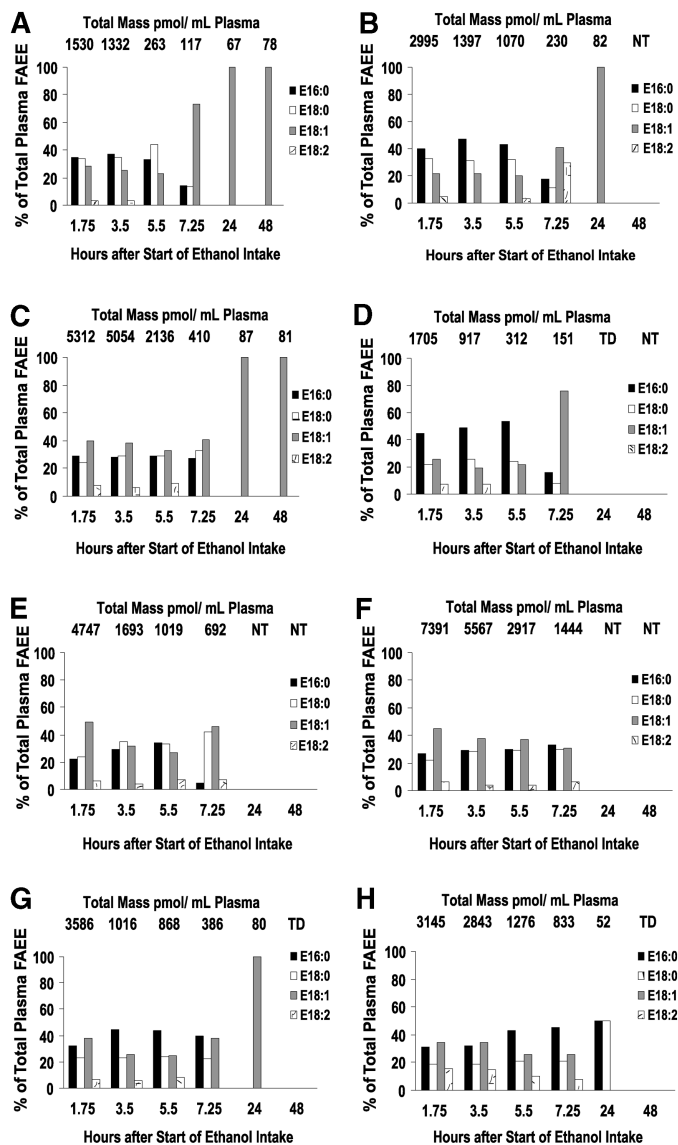 A
Total Mass pmol/ mL Plasma
1530 1332 263 117 67 78
% of Total Plasma FAEE
100
80
60
40
20
0
E16:0
E18:0
E18:1
E18:2
1.75 3.5 5.5 7.25 24 48
Hours after Start of Ethanol Intake
B
Total Mass pmol/ mL Plasma
2995 1397 1070 230 82 NT
% of Total Plasma FAEE
100
80
60
40
20
0
E16:0
E18:0
E18:1
E18:2
1.75 3.5 5.5 7.25 24 48
Hours after Start of Ethanol Intake
C
Total Mass pmol/ mL Plasma
5312 5054 2136 410 87 81
% of Total Plasma FAEE
100
80
60
40
20
0
E16:0
E18:0
E18:1
E18:2
1.75 3.5 5.5 7.25 24 48
Hours after Start of Ethanol Intake
D
Total Mass pmol/ mL Plasma
1705 917 312 151 TD NT
% of Total Plasma FAEE
100
80
60
40
20
0
E16:0
E18:0
E18:1
E18:2
1.75 3.5 5.5 7.25 24 48
Hours after Start of Ethanol Intake
E
Total Mass pmol/ mL Plasma
4747 1693 1019 692 NT NT
% of Total Plasma FAEE
100
80
60
40
20
0
E16:0
E18:0
E18:1
E18:2
1.75 3.5 5.5 7.25 24 48
Hours after Start of Ethanol Intake
F
Total Mass pmol/ mL Plasma
7391 5567 2917 1444 NT NT
% of Total Plasma FAEE
100
80
60
40
20
0
E16:0
E18:0
E18:1
E18:2
1.75 3.5 5.5 7.25 24 48
Hours after Start of Ethanol Intake
G
Total Mass pmol/ mL Plasma
3586 1016 868 386 80 TD
% of Total Plasma FAEE
100
80
60
40
20
0
E16:0
E18:0
E18:1
E18:2
1.75 3.5 5.5 7.25 24 48
Hours after Start of Ethanol Intake
H
Total Mass pmol/ mL Plasma
3145 2843 1276 833 52 TD
% of Total Plasma FAEE
100
80
60
40
20
0
E16:0
E18:0
E18:1
E18:2
1.75 3.5 5.5 7.25 24 48
Hours after Start of Ethanol Intake